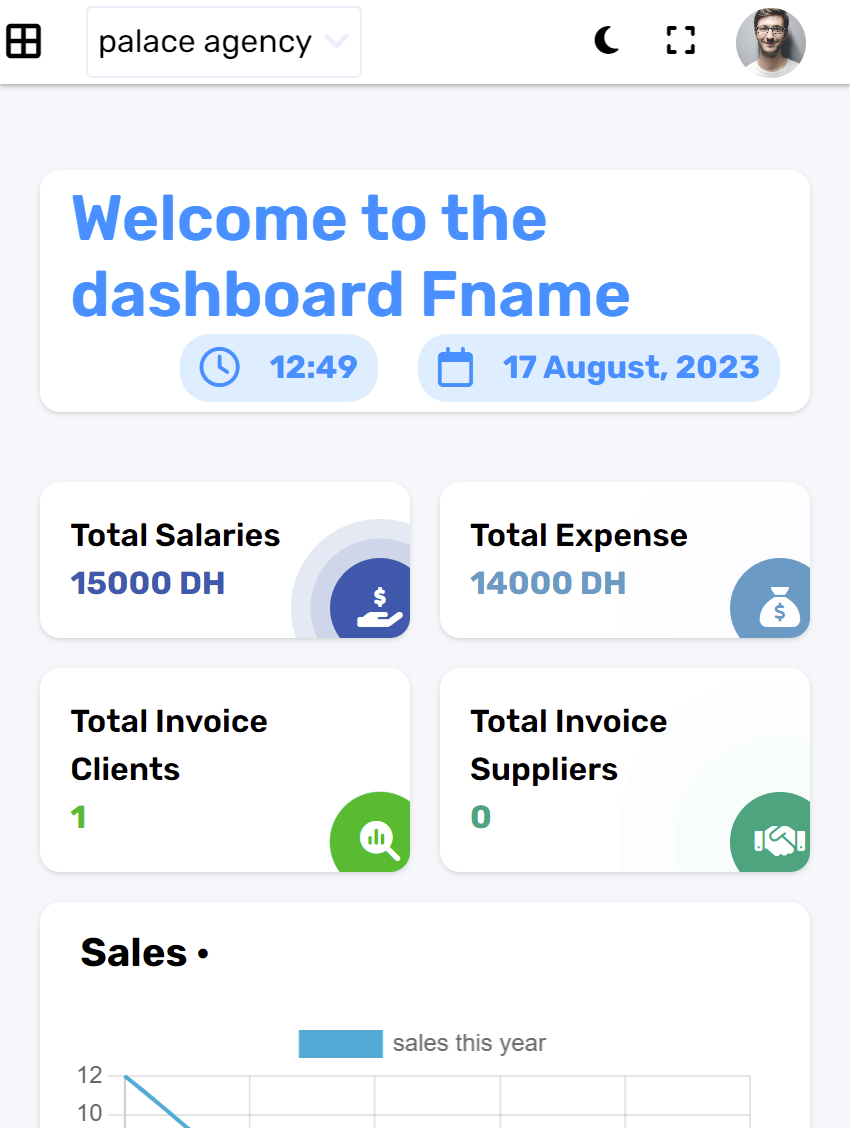 palace agency
Welcome to the
dashboard Fname
12:49
17 August, 2023
Total Salaries
15000 DH
$
Total Expense
14000 DH
$
Total Invoice
Clients
1
Total Invoice
Suppliers
0
Sales •
sales this year
12
10